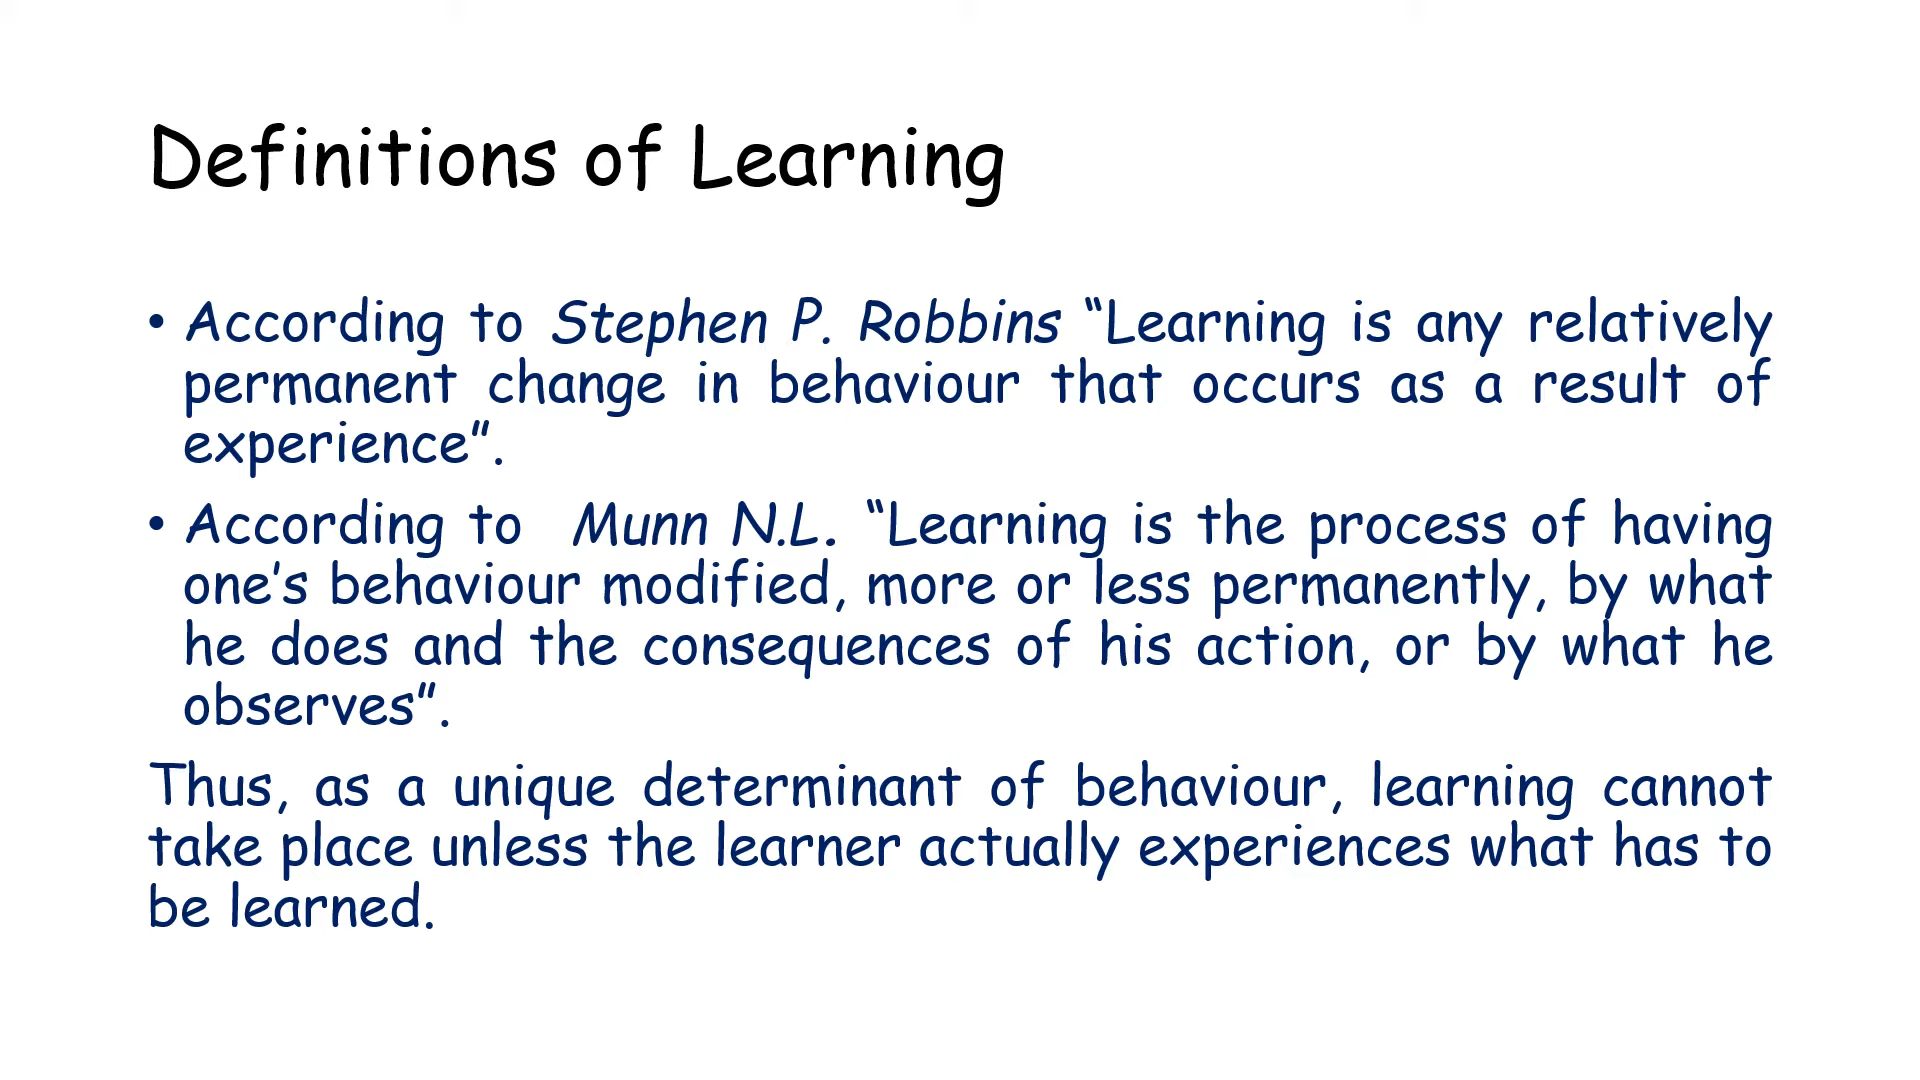 Definitions of Learning
• According to Stephen P. Robbins “Learning is any relatively
permanent change in behaviour that occurs as a result of
experience”.
• According to  Munn N.L. “Learning is the process of having
one’s behaviour modified, more or less permanently, by what
he does and the consequences of his action, or by what he
observes”.
Thus, as a unique determinant of behaviour, learning cannot
take place unless the learner actually experiences what has to
be learned.